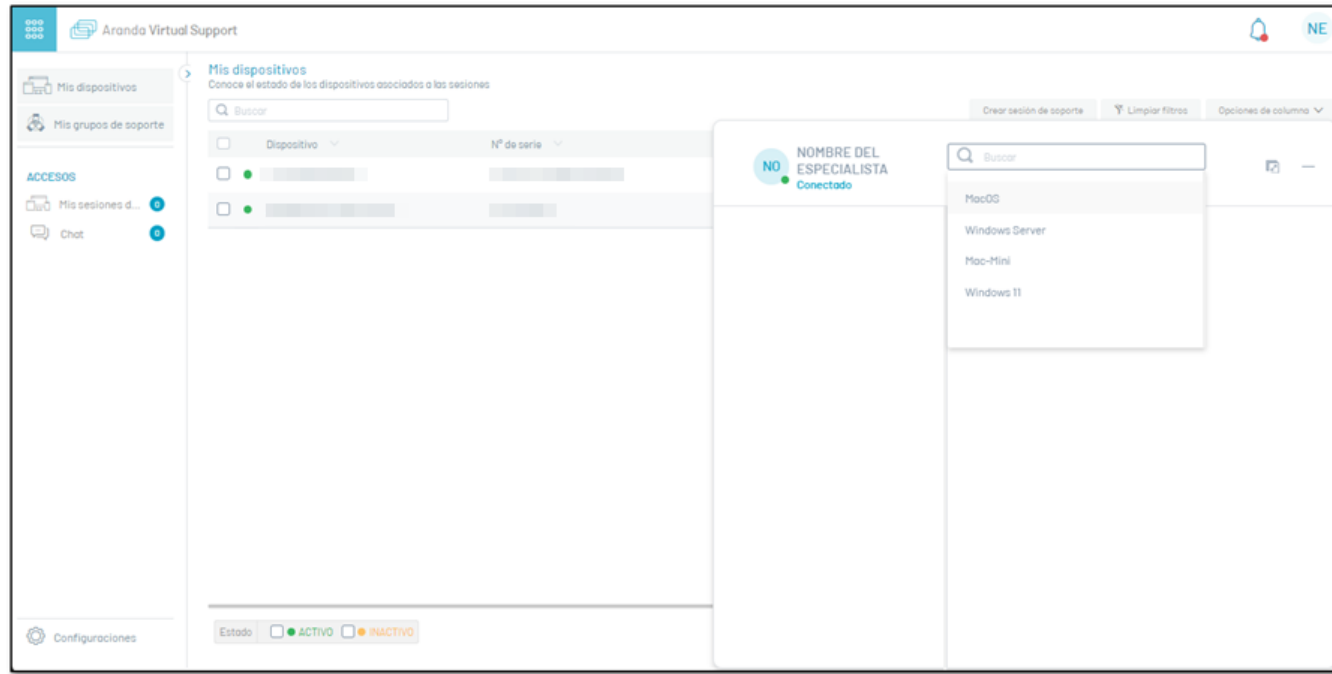 Aranda Virtual Support
NE
Mis dispositivos
Mis grupos de soporte
ACCESOS
Mis sesiones d... 0
Chat 0
Configuraciones
Mis dispositivos
Conoce el estado de los dispositivos asociados a las sesiones
Buscar
Crear sesión de soporte Limpiar filtros Opciones de columna
Dispositivo N° de serie
Estado ACTIVO INACTIVO
NO
NOMBRE DEL
ESPECIALISTA
Conectado
Buscar
MacOS
Windows Server
Mac-Mini
Windows 11